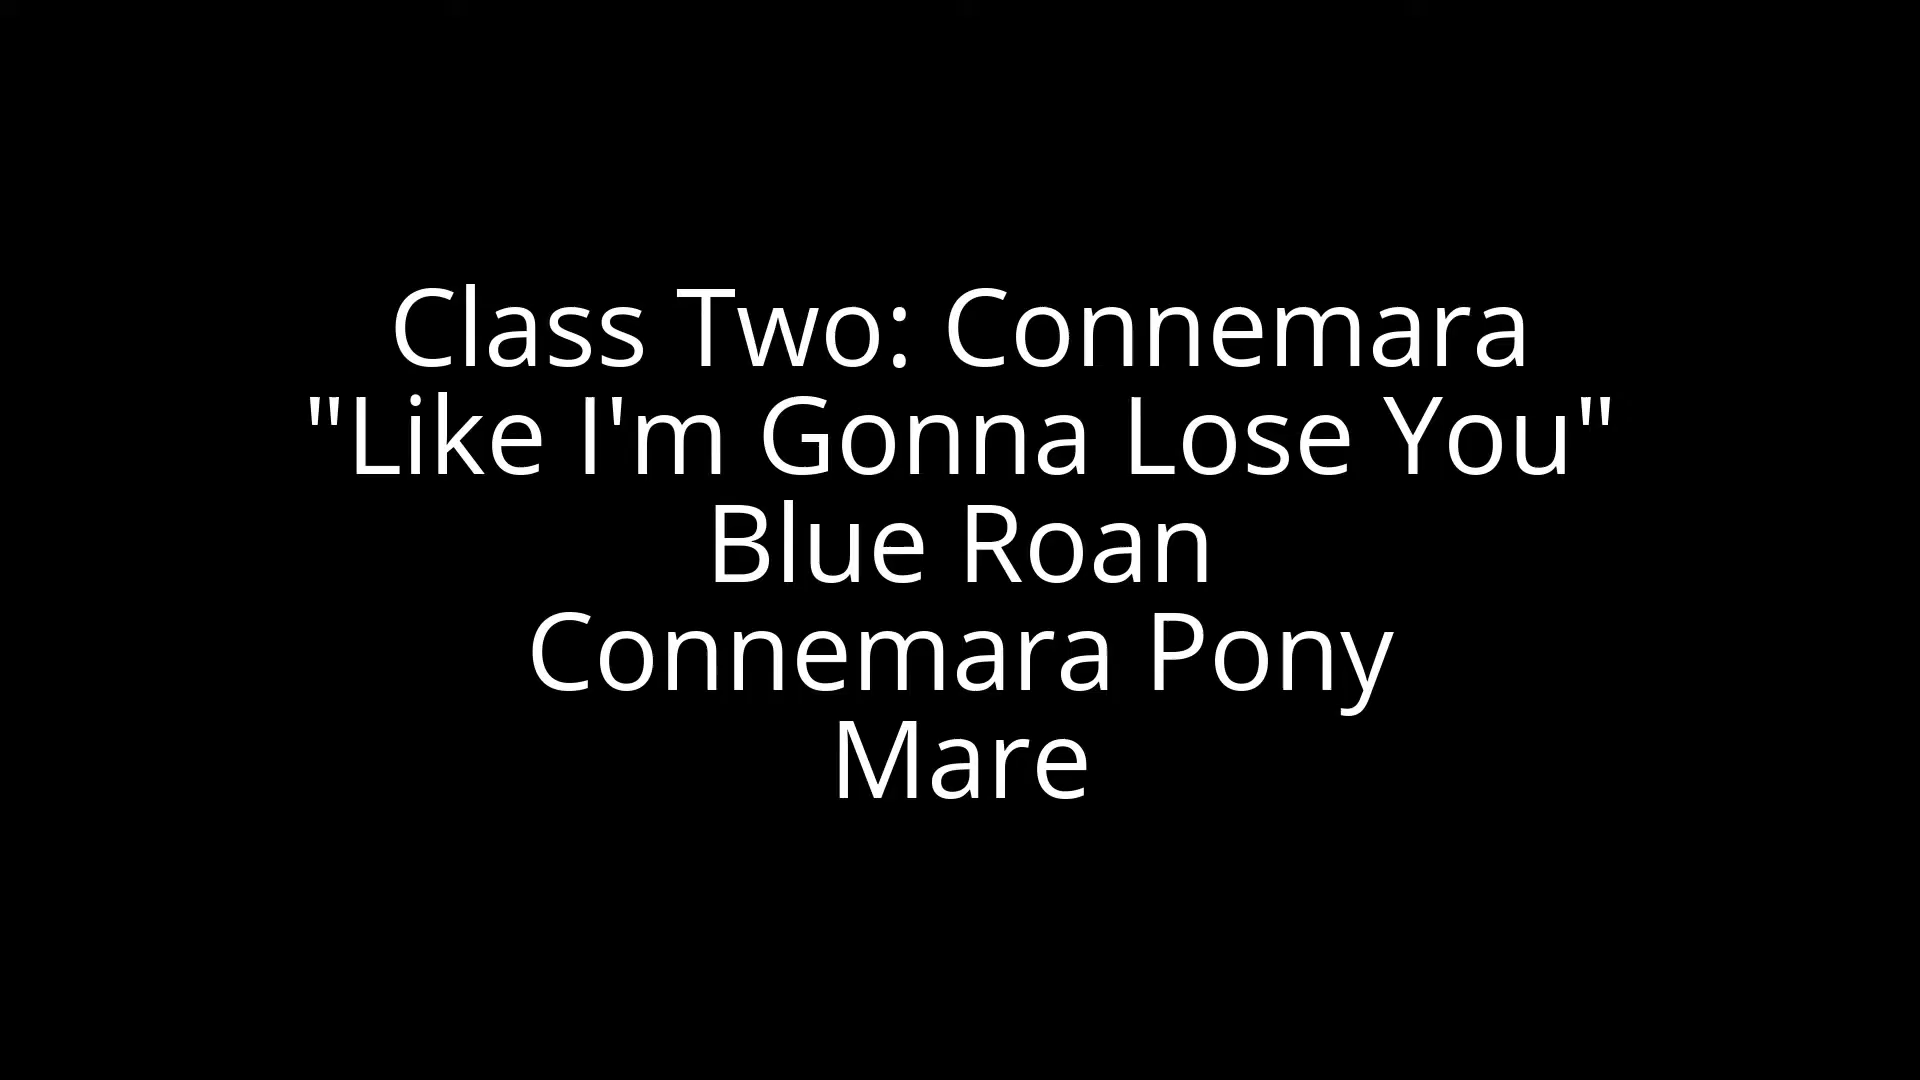 Class Two: Connemara
"Like I'm Gonna Lose You"
Blue Roan
Connemara Pony
Mare